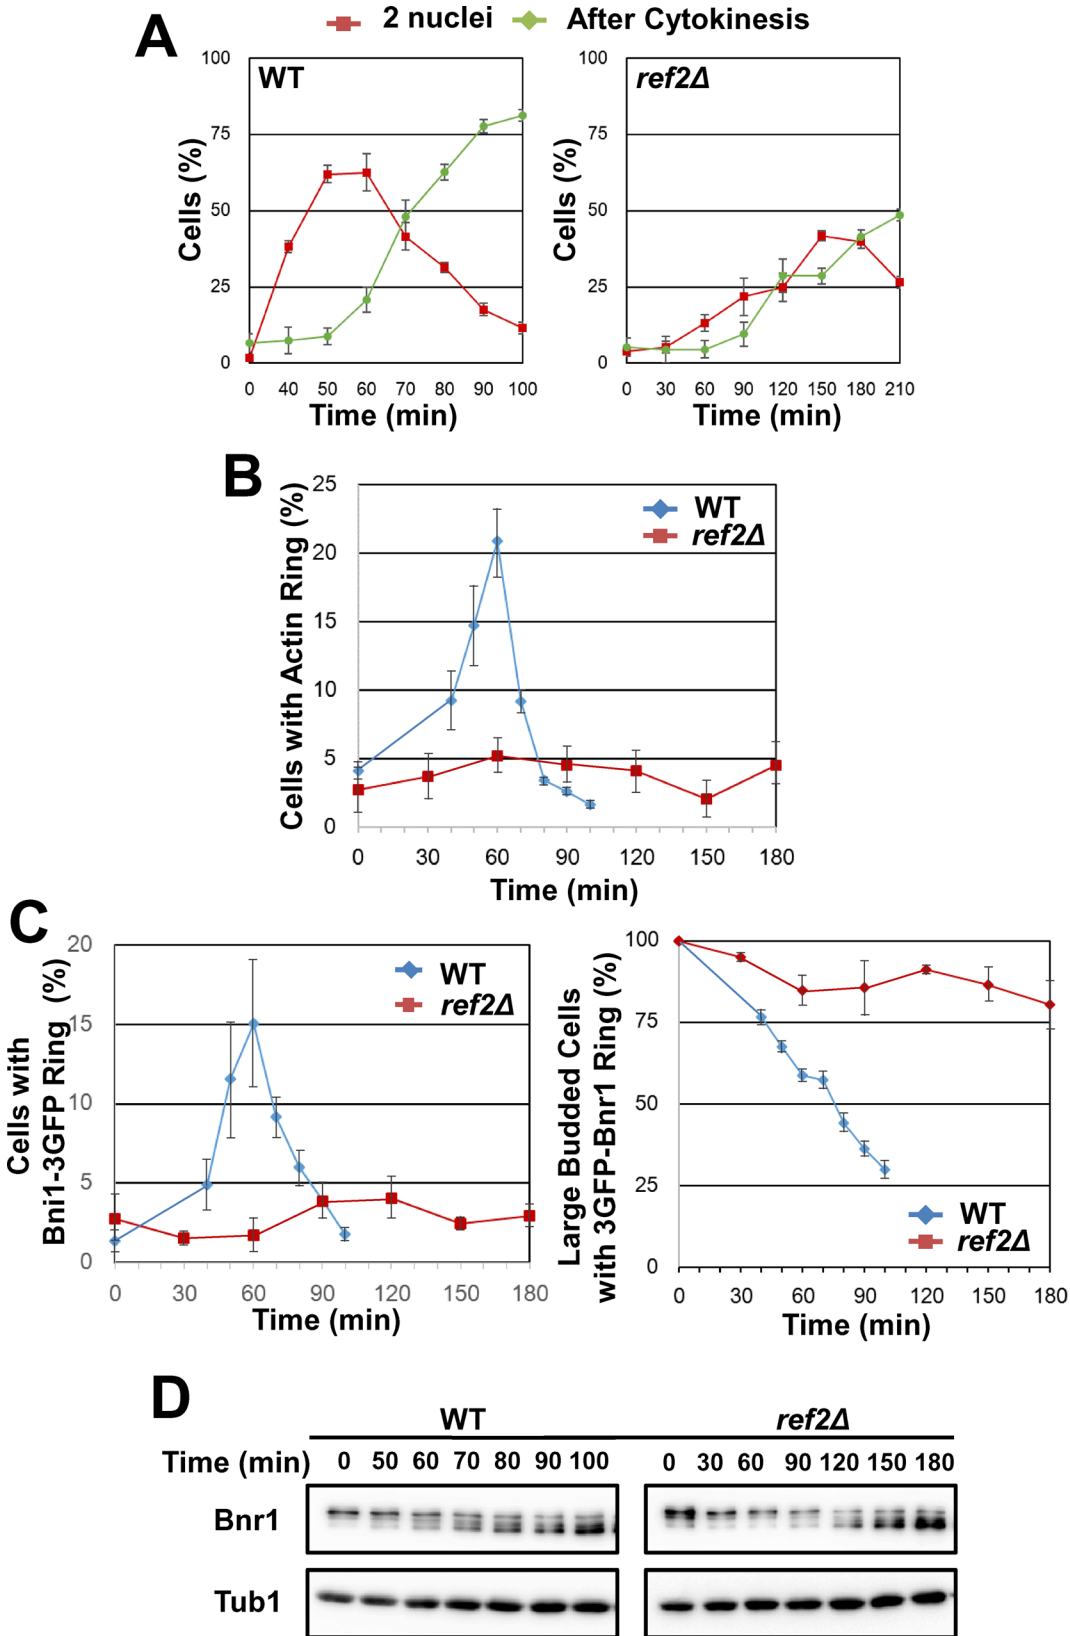 A
2 nuclei After Cytokinesis
WT
100
75
50
25
0
Cells (%)
0 40 50 60 70 80 90 100
Time (min)
ref2Δ
100
75
50
25
0
Cells (%)
0 30 60 90 120 150 180 210
Time (min)
B
25
20
15
10
5
0
Cells with Actin Ring (%)
WT
ref2Δ
0 30 60 90 120 150 180
Time (min)
C
20
15
10
5
0
Cells with
Bni1-3GFP Ring (%)
WT
ref2Δ
0 30 60 90 120 150 180
Time (min)
100
75
50
25
0
Large Budded Cells
with 3GFP-Bnr1 Ring (%)
WT
ref2Δ
0 30 60 90 120 150 180
Time (min)
D
WT ref2Δ
Time (min) 0 50 60 70 80 90 100 0 30 60 90 120 150 180
Bnr1
Tub1